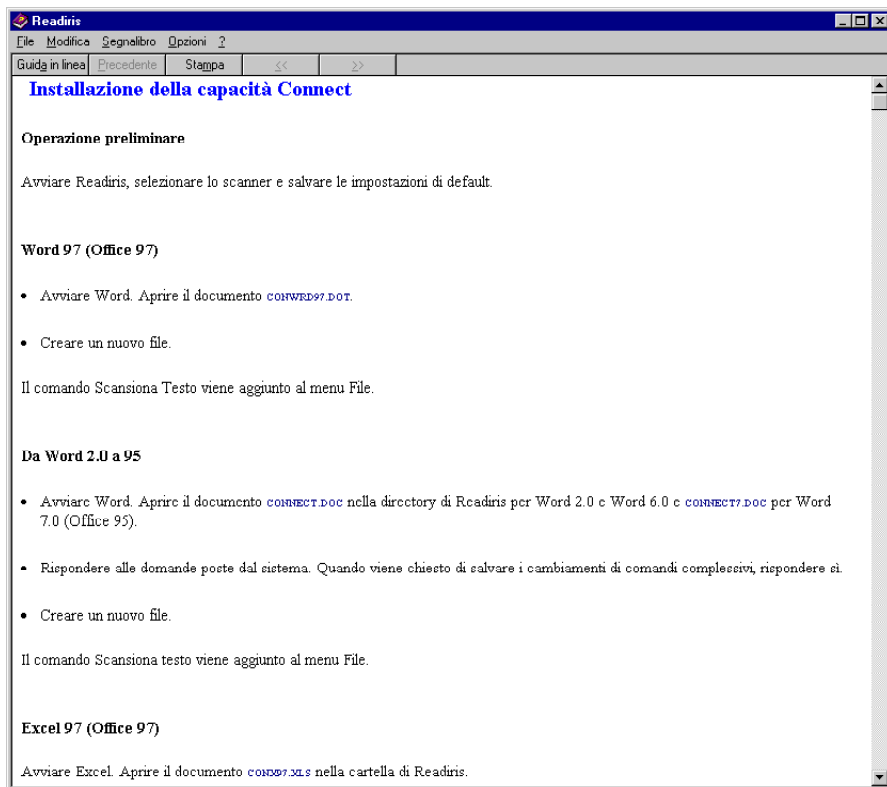 Readiris
File Modifica Segnalibro Opzioni ?
Guida in linea Precedente Stampa << >>
Installazione della capacità Connect
Operazione preliminare
Avviare Readiris, selezionare lo scanner e salvare le impostazioni di default.
Word 97 (Office 97)
• Avviare Word. Aprire il documento CONWRD97.DOT.
• Creare un nuovo file.
Il comando Scansiona Testo viene aggiunto al menu File.
Da Word 2.0 a 95
• Avviare Word. Aprire il documento CONNECT.DOC nella directory di Readiris per Word 2.0 e Word 6.0 e CONNECT7.DOC per Word
7.0 (Office 95).
• Rispondere alle domande poste dal sistema. Quando viene chiesto di salvare i cambiamenti di comandi complessivi, rispondere sì.
• Creare un nuovo file.
Il comando Scansiona testo viene aggiunto al menu File.
Excel 97 (Office 97)
Avviare Excel. Aprire il documento CONX97.XLS nella cartella di Readiris.